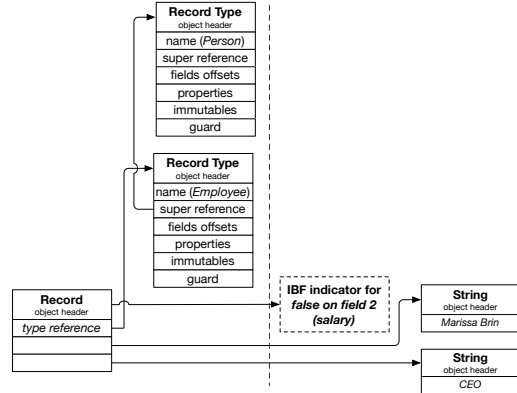 Record Type
object header
name (Person)
super reference
fields offsets
properties
immutables
guard
Record Type
object header
name (Employee)
super reference
fields offsets
properties
immutables
guard
Record
object header
type reference
IBF indicator for
false on field 2
(salary)
String
object header
Marissa Brin
String
object header
CEO